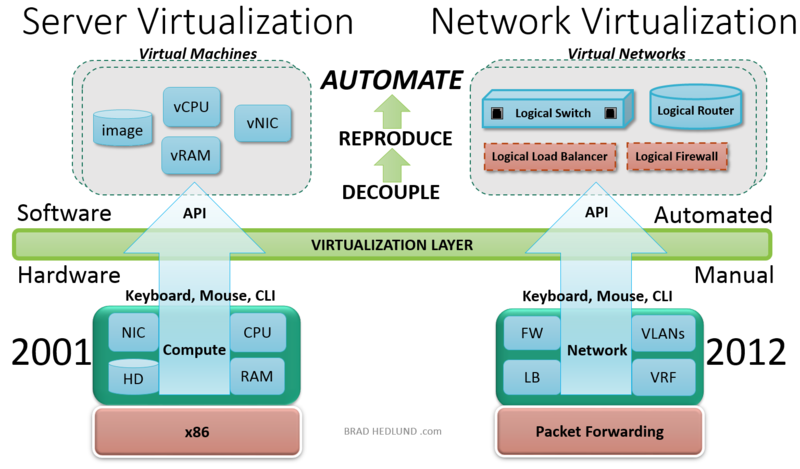 Server Virtualization
Network Virtualization
Virtual Machines
Virtual Networks
AUTOMATE
REPRODUCE
DECOUPLE
image
vCPU
vNIC
vRAM
Logical Switch
Logical Router
Logical Load Balancer
Logical Firewall
API
API
Software
Automated
VIRTUALIZATION LAYER
Hardware
Manual
Keyboard, Mouse, CLI
Keyboard, Mouse, CLI
2001
NIC
CPU
Compute
HD
RAM
x86
FW
VLANs
Network
LB
VRF
2012
Packet Forwarding
BRAD HEDLUND .com